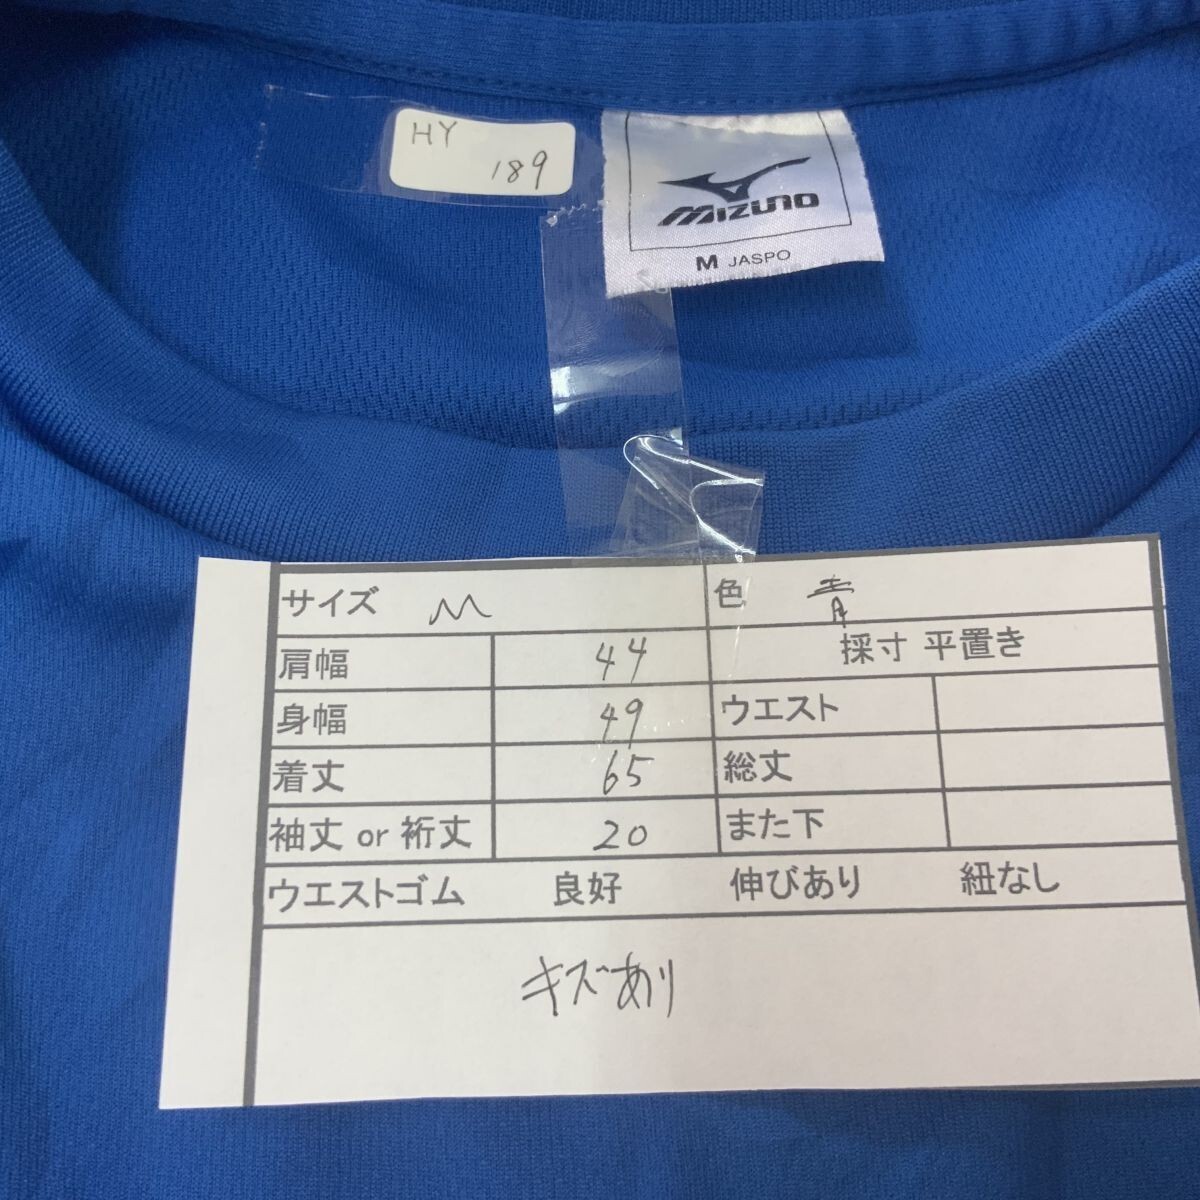 HY
189
MIZUNO
M JASPO
サイズ M 色 青
肩幅 44 採寸 平置き
身幅 49 ウエスト
着丈 65 総丈
袖丈 or 裄丈 20 また下
ウエストゴム 良好 伸びあり 紐なし
キズあり